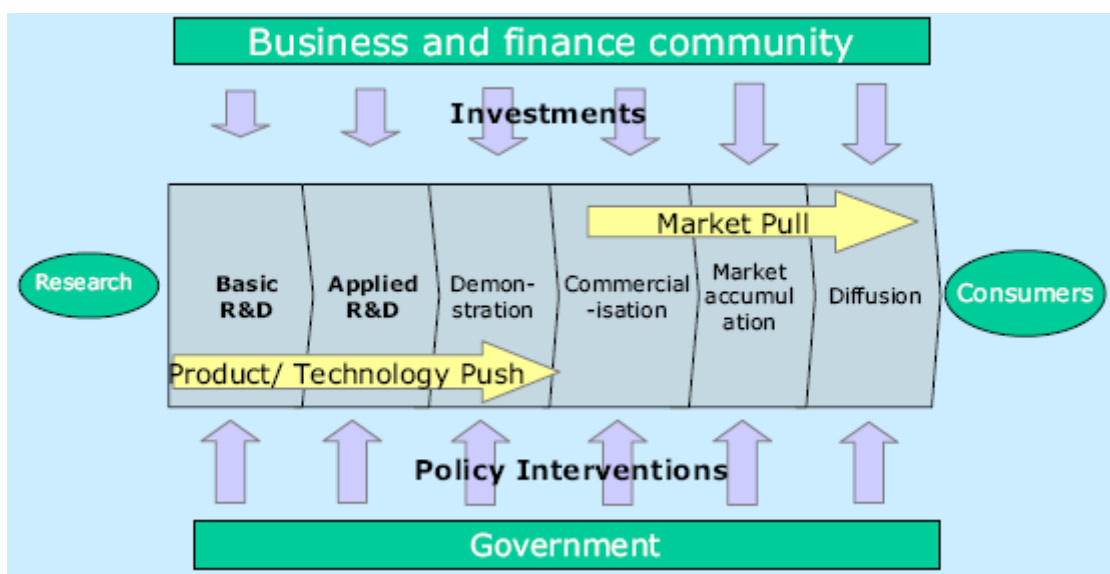 Business and finance community
Investments
Market Pull
Research
Basic
R&D
Applied
R&D
Demon-
stration
Commercial
-isation
Market
accumul
ation
Diffusion
Consumers
Product/ Technology Push
Policy Interventions
Government